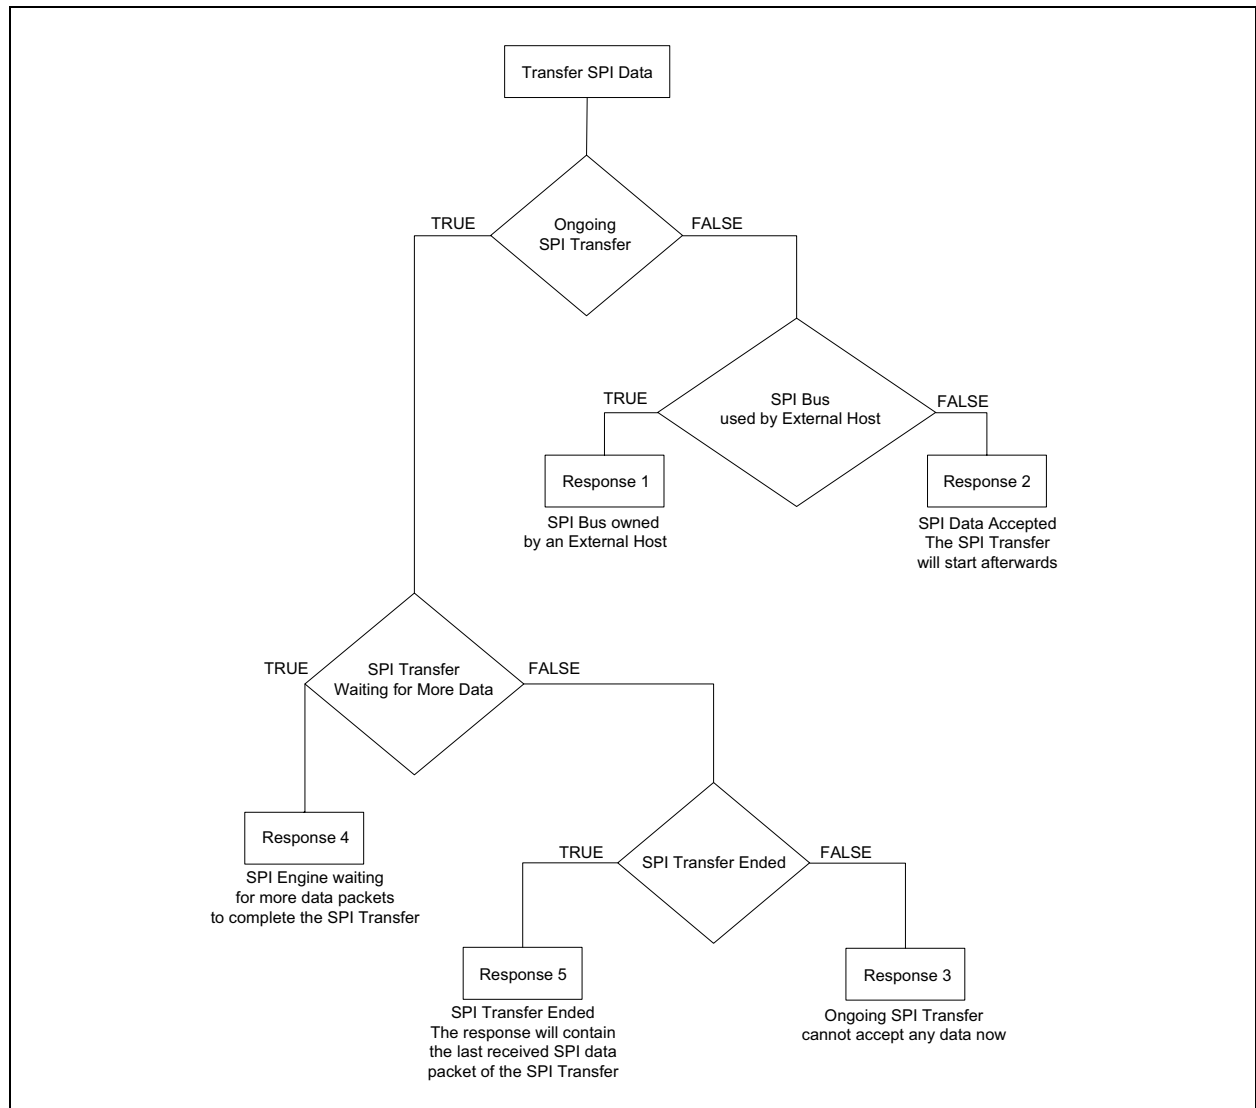 Transfer SPI Data
TRUE
Ongoing
SPI Transfer
FALSE
TRUE
SPI Bus
used by External Host
FALSE
Response 1
SPI Bus owned
by an External Host
Response 2
SPI Data Accepted
The SPI Transfer
will start afterwards
TRUE
SPI Transfer
Waiting for More Data
FALSE
Response 4
SPI Engine waiting
for more data packets
to complete the SPI Transfer
TRUE
SPI Transfer Ended
FALSE
Response 5
SPI Transfer Ended
The response will contain
the last received SPI data
packet of the SPI Transfer
Response 3
Ongoing SPI Transfer
cannot accept any data now